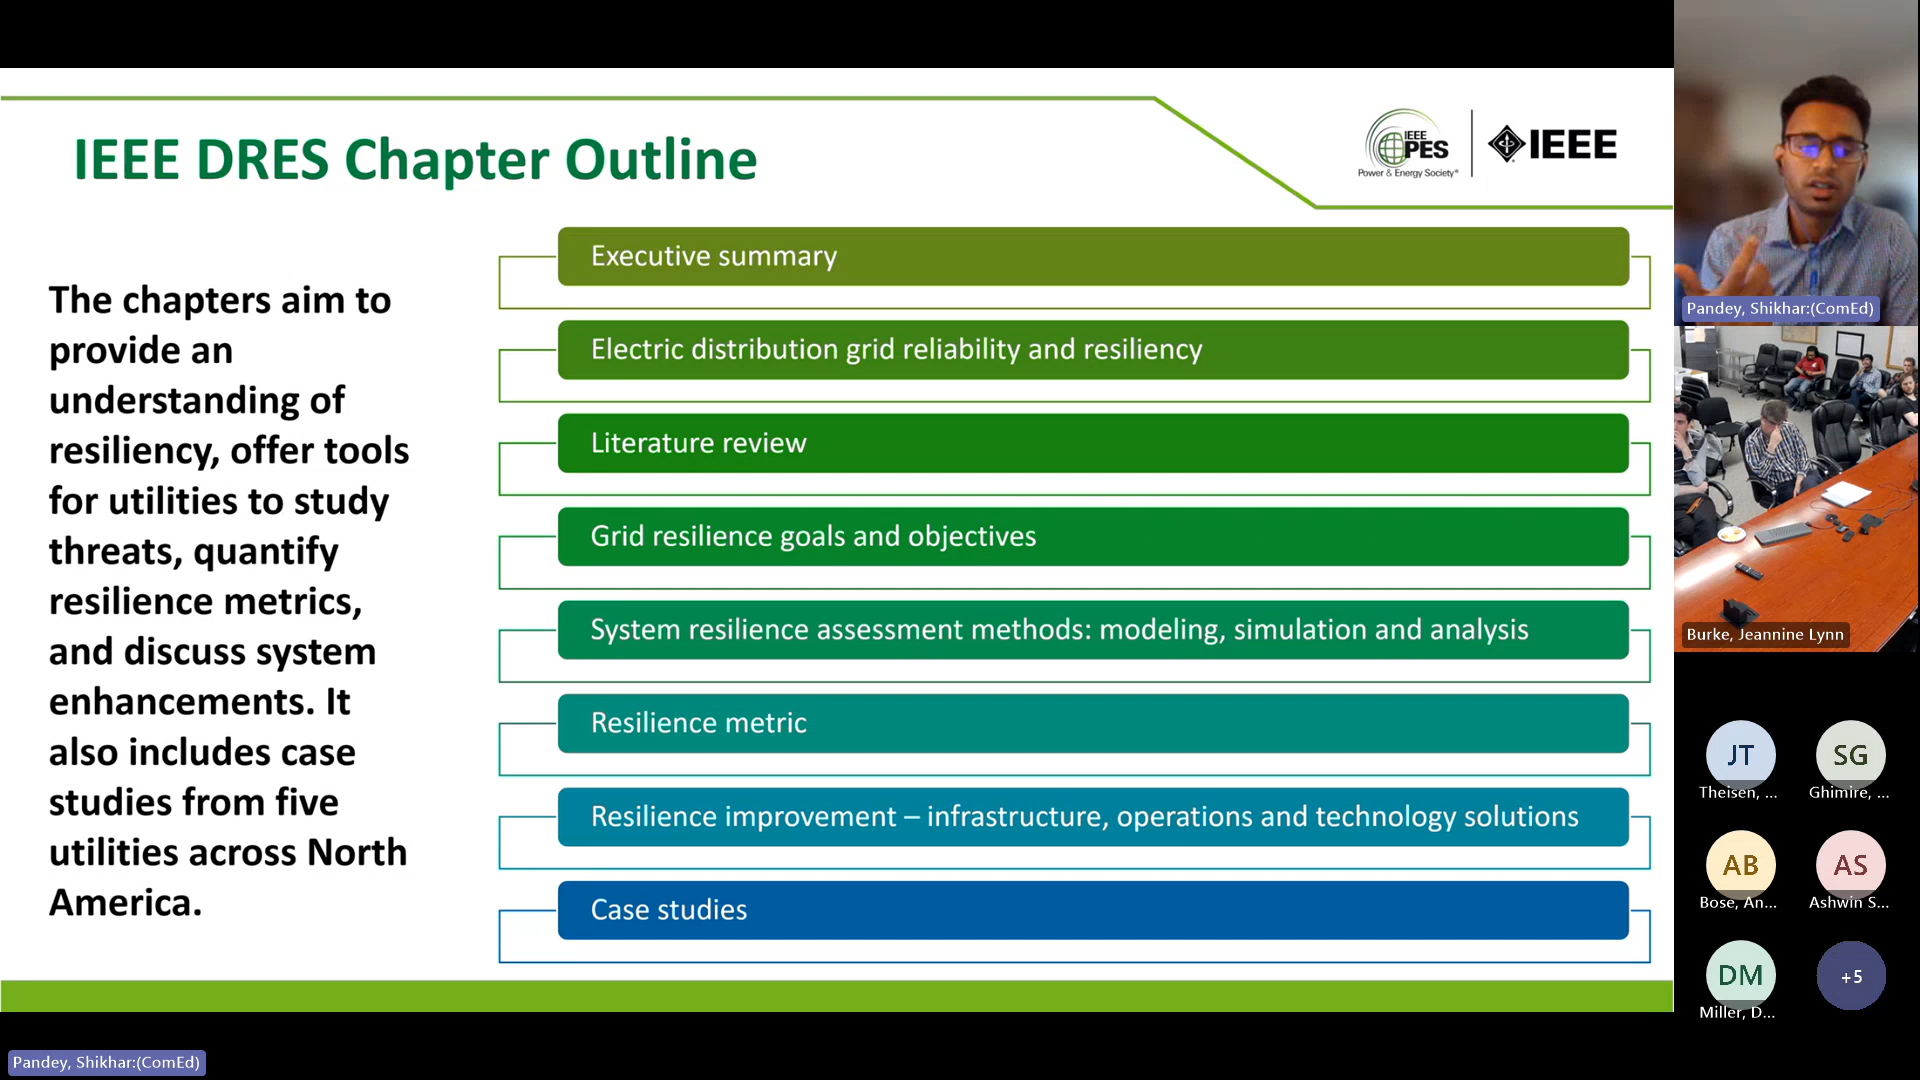 IEEE DRES Chapter Outline
IEEE
PES
Power & Energy Society®
IEEE
The chapters aim to
provide an
understanding of
resiliency, offer tools
for utilities to study
threats, quantify
resilience metrics,
and discuss system
enhancements. It
also includes case
studies from five
utilities across North
America.
Executive summary
Electric distribution grid reliability and resiliency
Literature review
Grid resilience goals and objectives
System resilience assessment methods: modeling, simulation and analysis
Resilience metric
Resilience improvement – infrastructure, operations and technology solutions
Case studies
Pandey, Shikhar:(ComEd)
Burke, Jeannine Lynn
JT
Theisen, ...
SG
Ghimire, ...
AB
Bose, An...
AS
Ashwin S...
DM
Miller, D...
+5
Pandey, Shikhar:(ComEd)